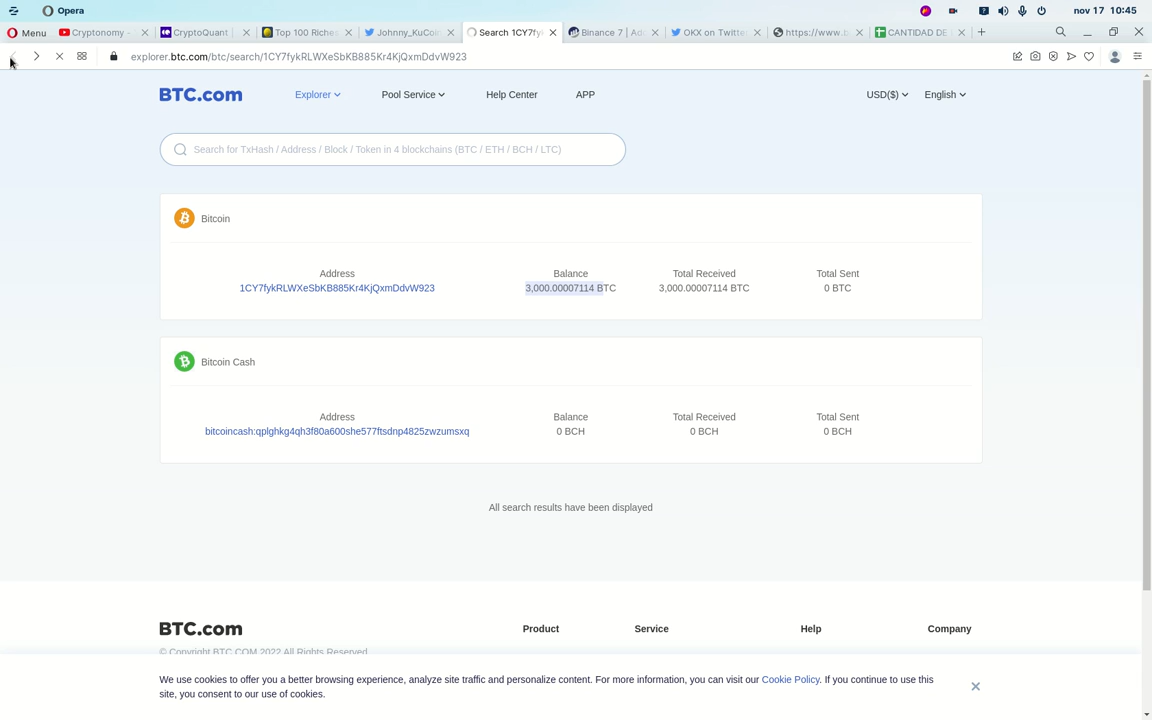 Opera
nov 17 10:45
Menu
Cryptonomy -
CryptoQuant
Top 100 Riches
Johnny_KuCoin
Search 1CY7fy
Binance 7 | Ad
OKX on Twitte
https://www.b
CANTIDAD DE
explorer.btc.com/btc/search/1CY7fykRLWXeSbKB885Kr4KjQxmDdvW923
BTC.com
Explorer
Pool Service
Help Center
APP
USD($)
English
Search for TxHash / Address / Block / Token in 4 blockchains (BTC / ETH / BCH / LTC)
Bitcoin
Address Balance Total Received Total Sent
1CY7fykRLWXeSbKB885Kr4KjQxmDdvW923 3,000.00007114 BTC 3,000.00007114 BTC 0 BTC
Bitcoin Cash
Address Balance Total Received Total Sent
bitcoincash:qplghkg4qh3f80a600she577ftsdnp4825zwzumsxq 0 BCH 0 BCH 0 BCH
All search results have been displayed
BTC.com
Product Service Help Company
© Copyright BTC.COM 2022 All Rights Reserved
We use cookies to offer you a better browsing experience, analyze site traffic and personalize content. For more information, you can visit our Cookie Policy. If you continue to use this
site, you consent to our use of cookies.